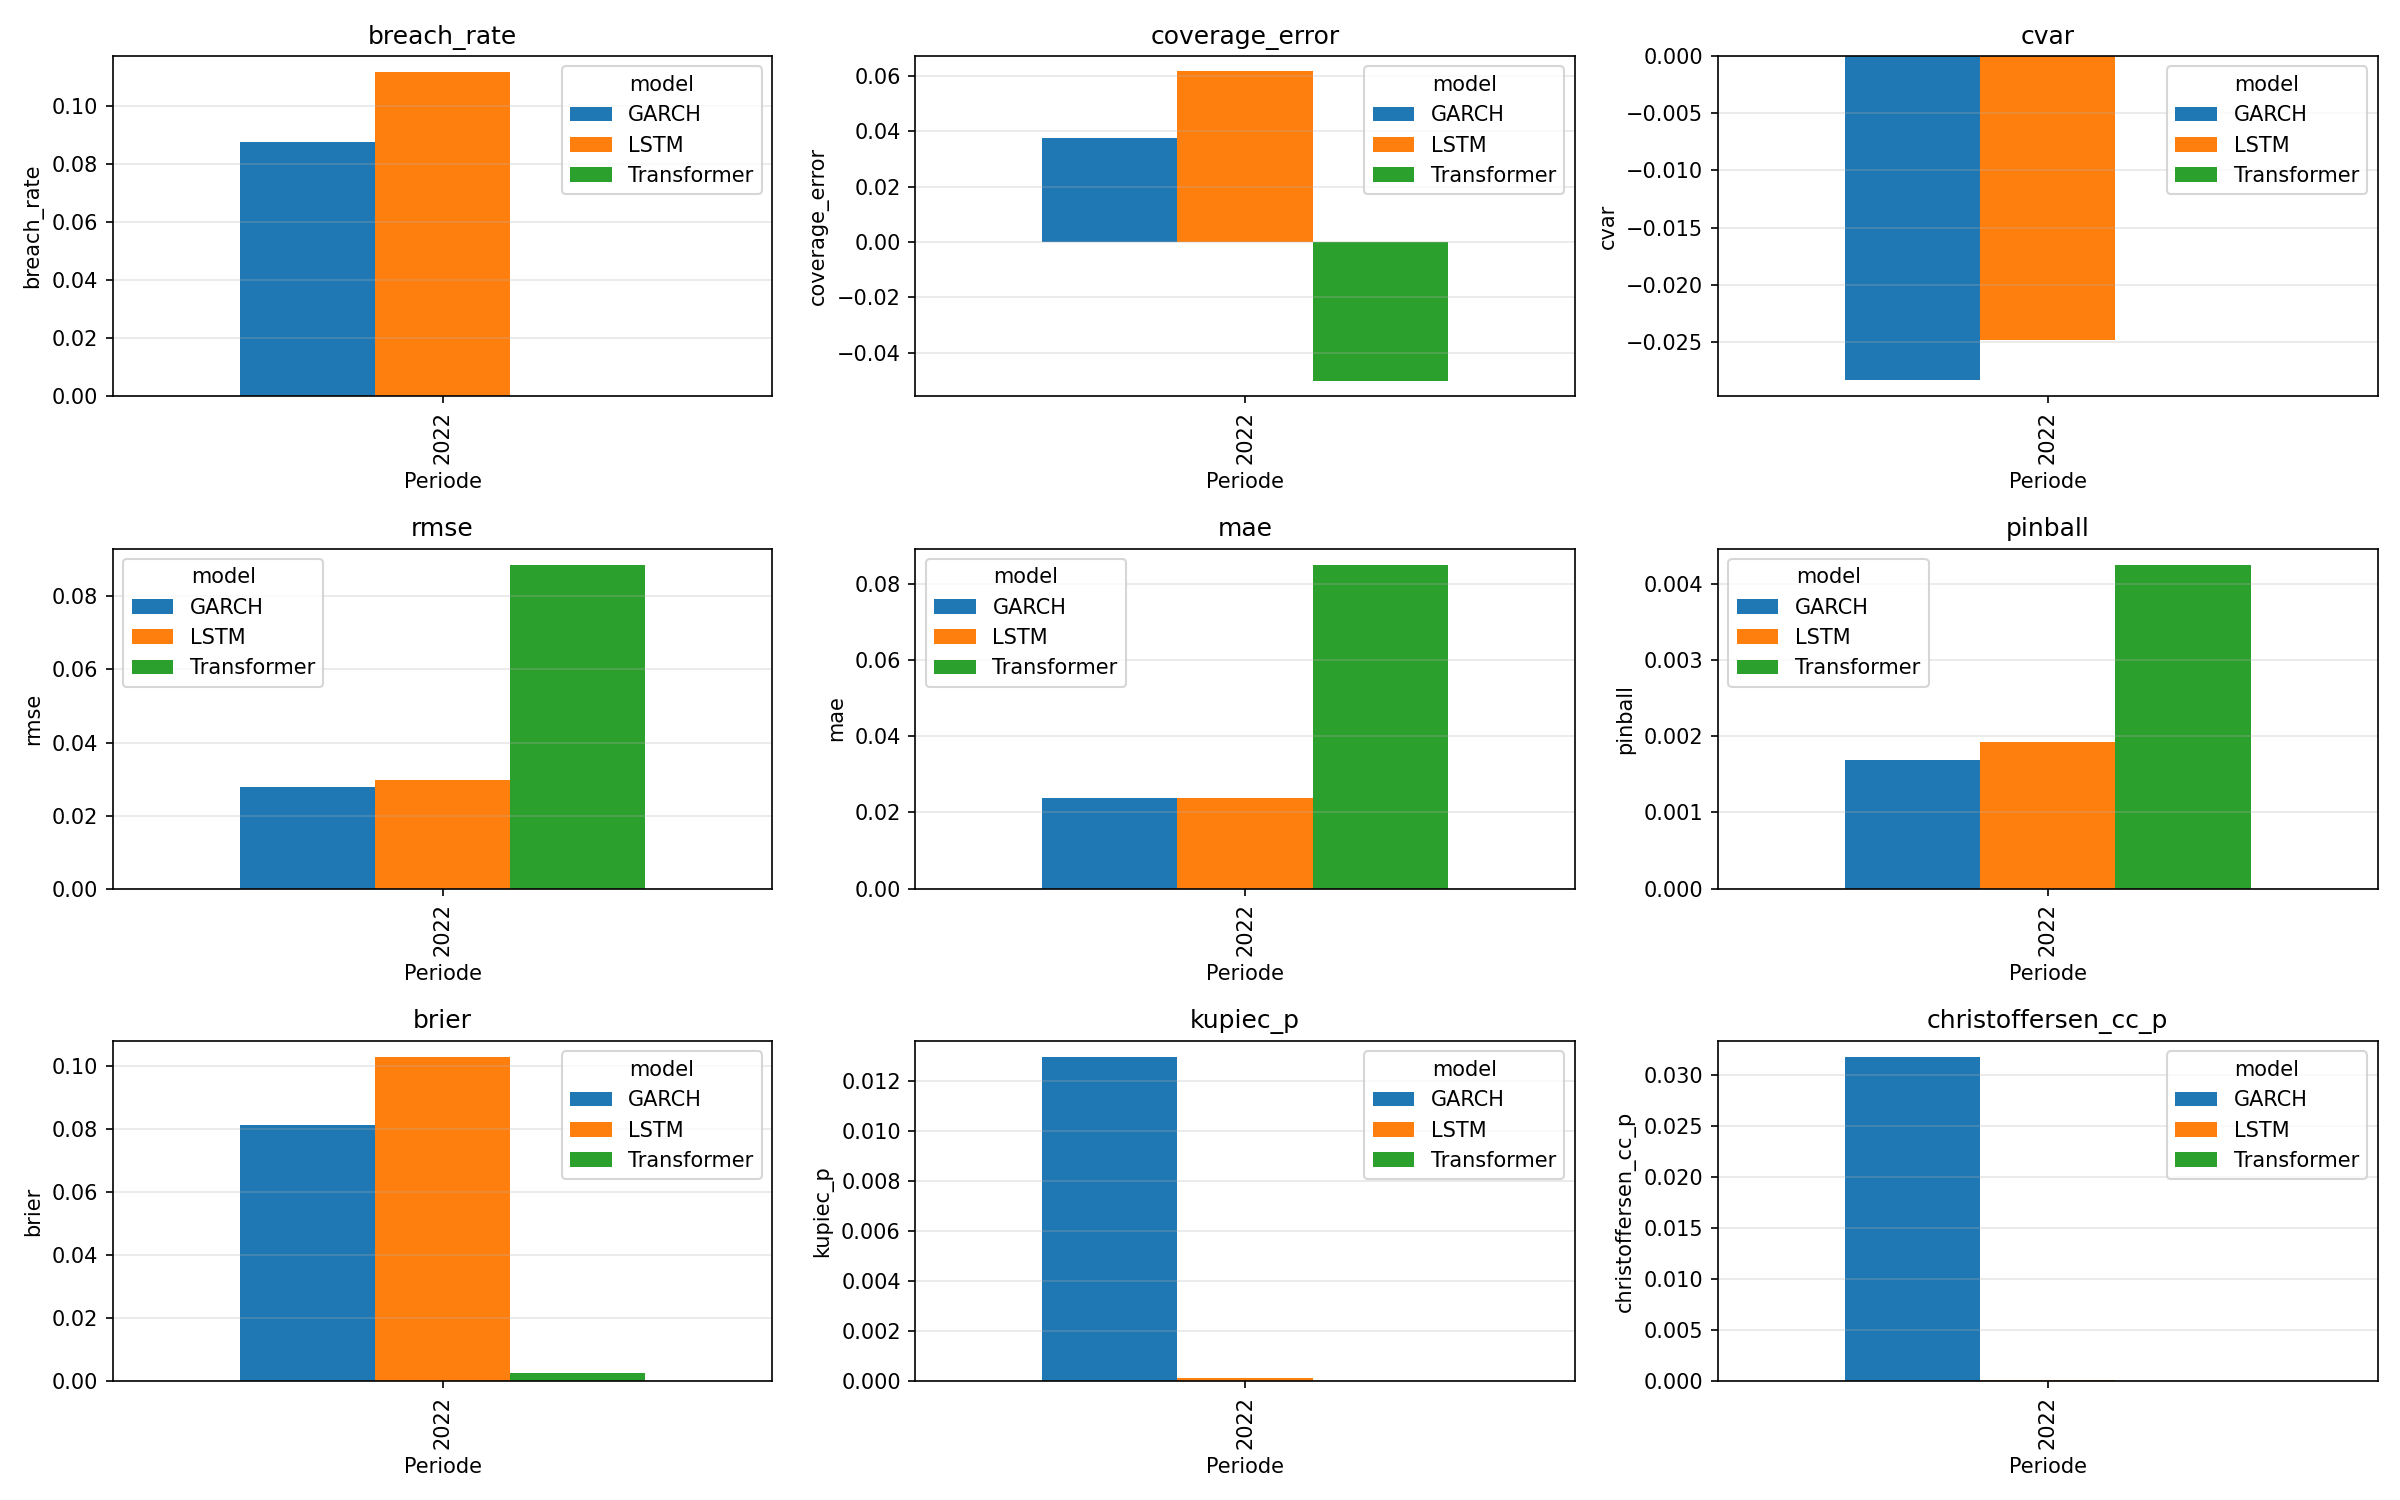 breach_rate
breach_rate
0.10
0.08
0.06
0.04
0.02
0.00
model
GARCH
LSTM
Transformer
2022
Periode
coverage_error
coverage_error
0.06
0.04
0.02
0.00
−0.02
−0.04
model
GARCH
LSTM
Transformer
2022
Periode
cvar
cvar
0.000
−0.005
−0.010
−0.015
−0.020
−0.025
model
GARCH
LSTM
Transformer
2022
Periode
rmse
rmse
0.08
0.06
0.04
0.02
0.00
model
GARCH
LSTM
Transformer
2022
Periode
mae
mae
0.08
0.06
0.04
0.02
0.00
model
GARCH
LSTM
Transformer
2022
Periode
pinball
pinball
0.004
0.003
0.002
0.001
0.000
model
GARCH
LSTM
Transformer
2022
Periode
brier
brier
0.10
0.08
0.06
0.04
0.02
0.00
model
GARCH
LSTM
Transformer
2022
Periode
kupiec_p
kupiec_p
0.012
0.010
0.008
0.006
0.004
0.002
0.000
model
GARCH
LSTM
Transformer
2022
Periode
christoffersen_cc_p
christoffersen_cc_p
0.030
0.025
0.020
0.015
0.010
0.005
0.000
model
GARCH
LSTM
Transformer
2022
Periode